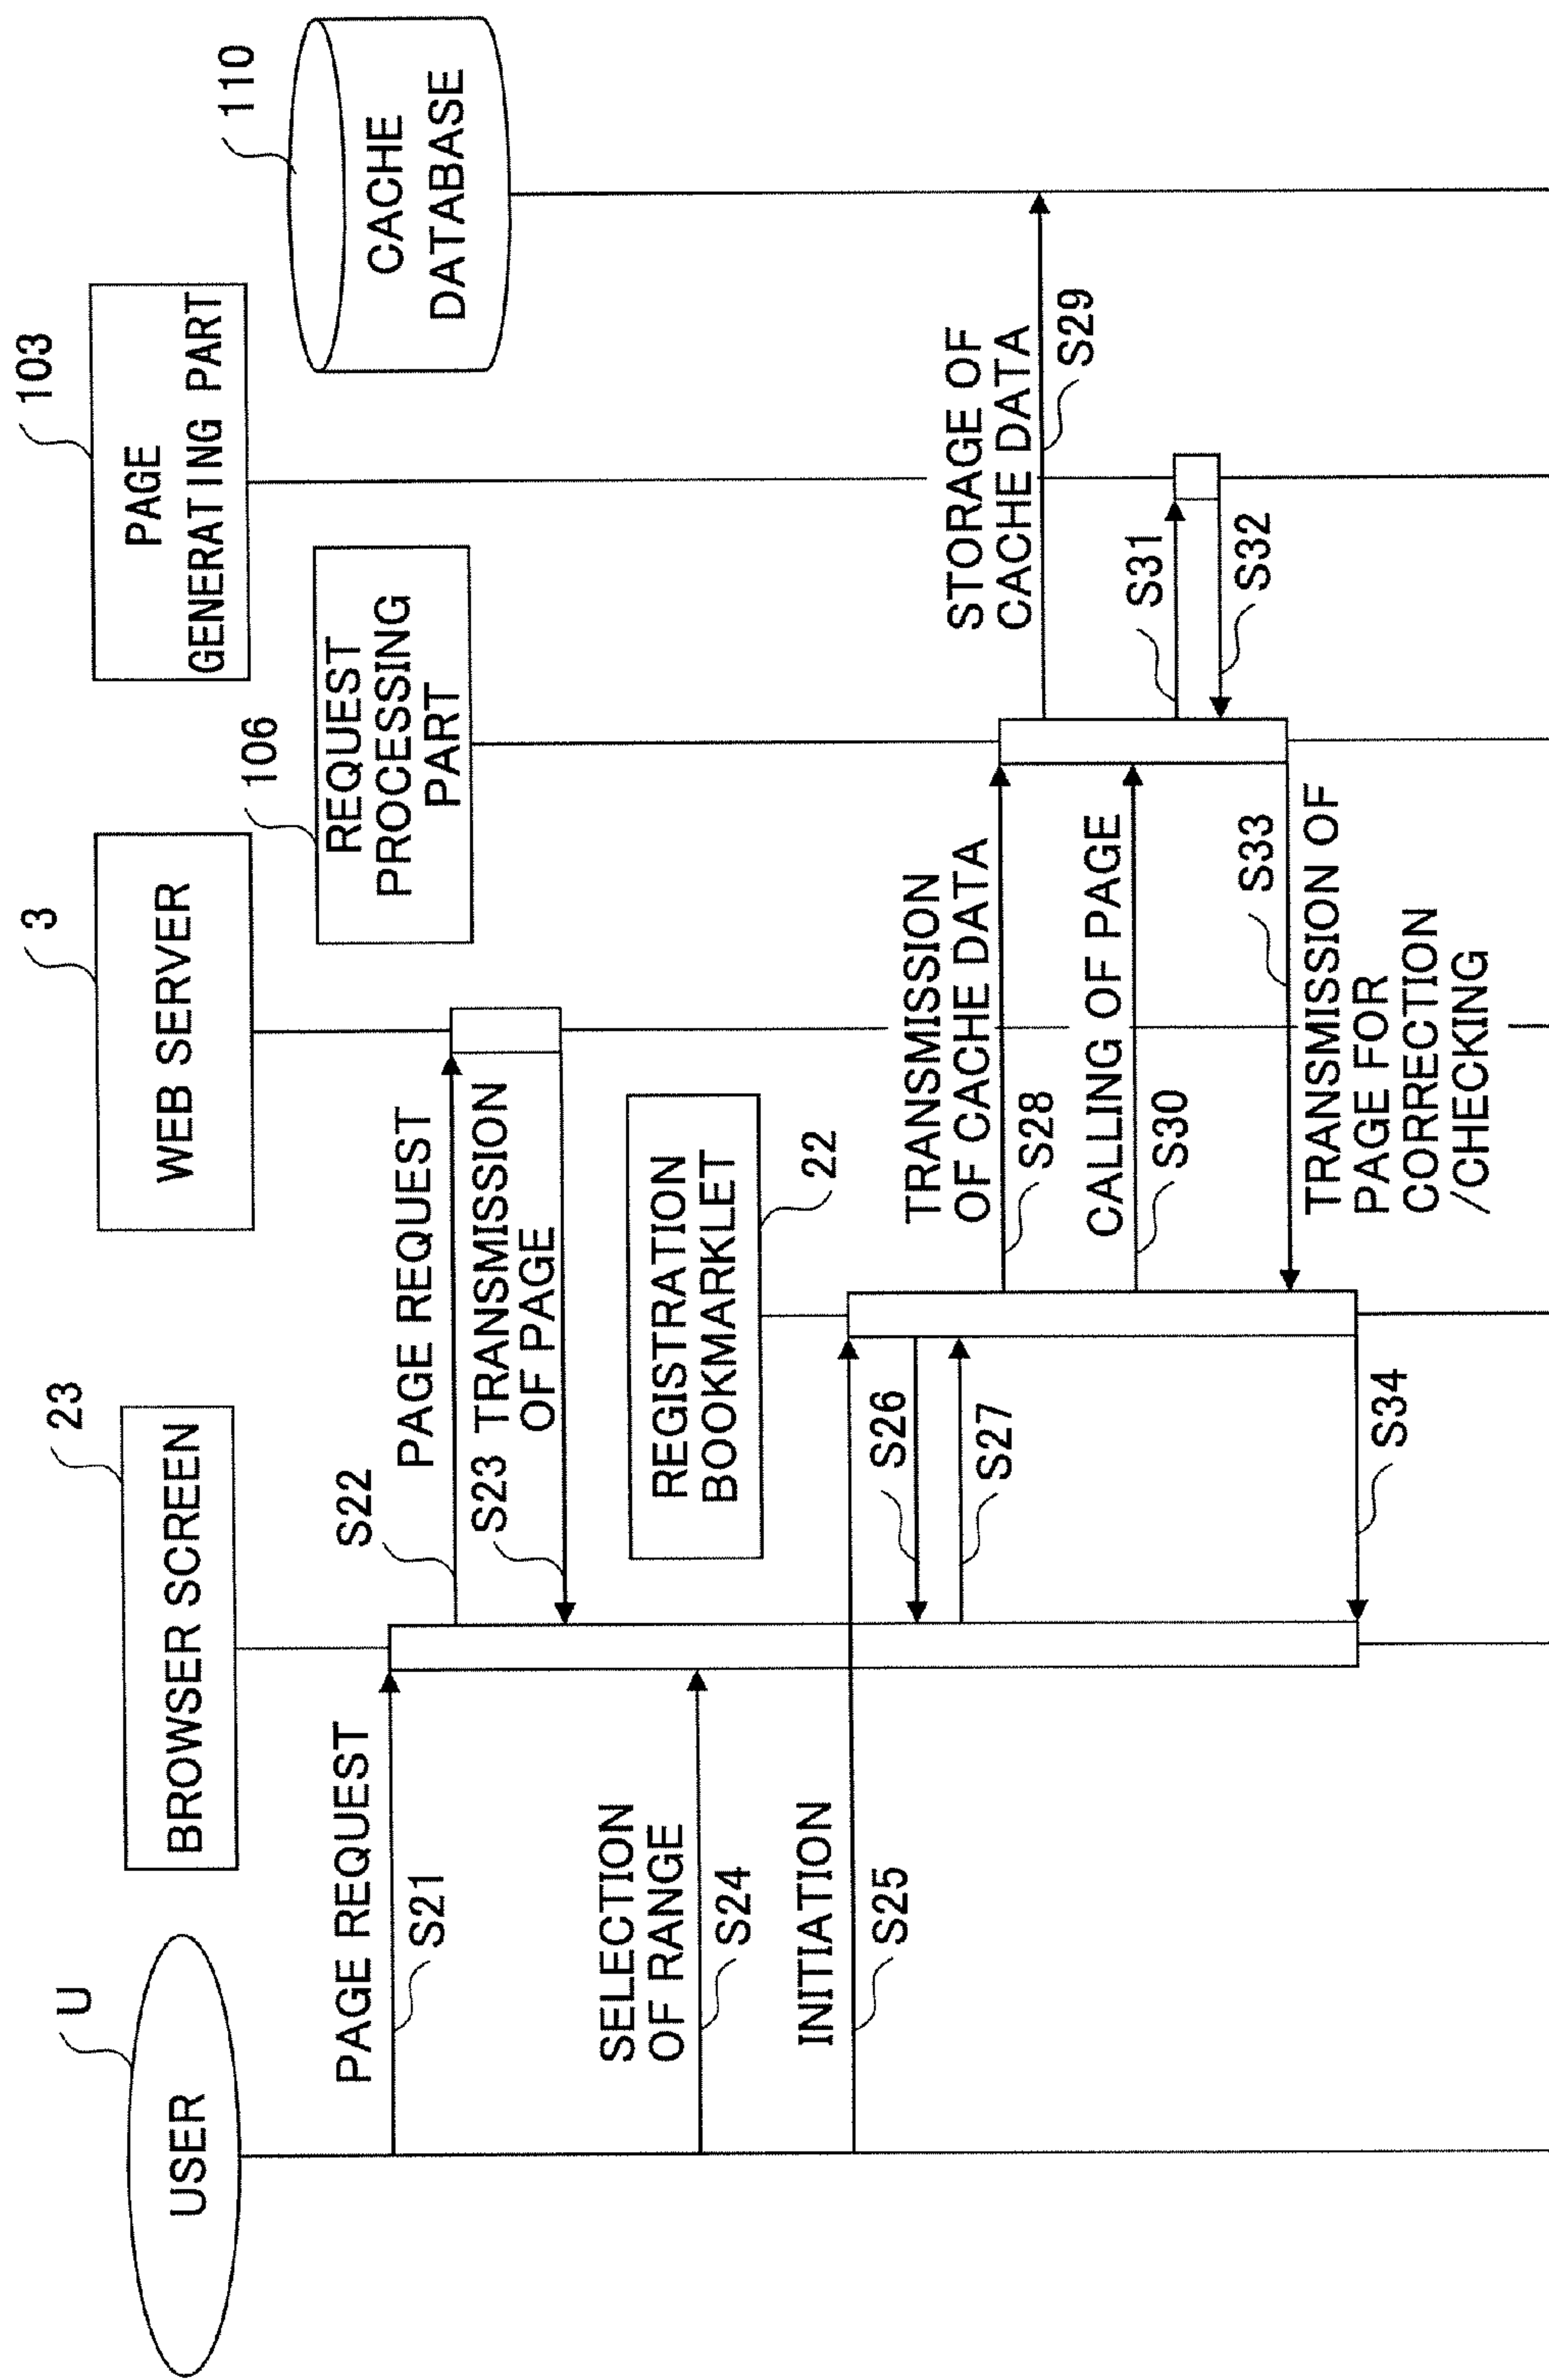 U
USER
23
BROWSER SCREEN
3
WEB SERVER
106
REQUEST
PROCESSING
PART
103
PAGE
GENERATING PART
110
CACHE
DATABASE
PAGE REQUEST
S21
S22
PAGE REQUEST
S23 TRANSMISSION
OF PAGE
SELECTION
OF RANGE
S24
REGISTRATION
BOOKMARKLET
22
INITIATION
S25
S26
S27
TRANSMISSION
OF CACHE DATA
S28
STORAGE OF
CACHE DATA
S29
CALLING OF PAGE
S30
S31
S32
S33
TRANSMISSION OF
PAGE FOR
CORRECTION
/CHECKING
S34